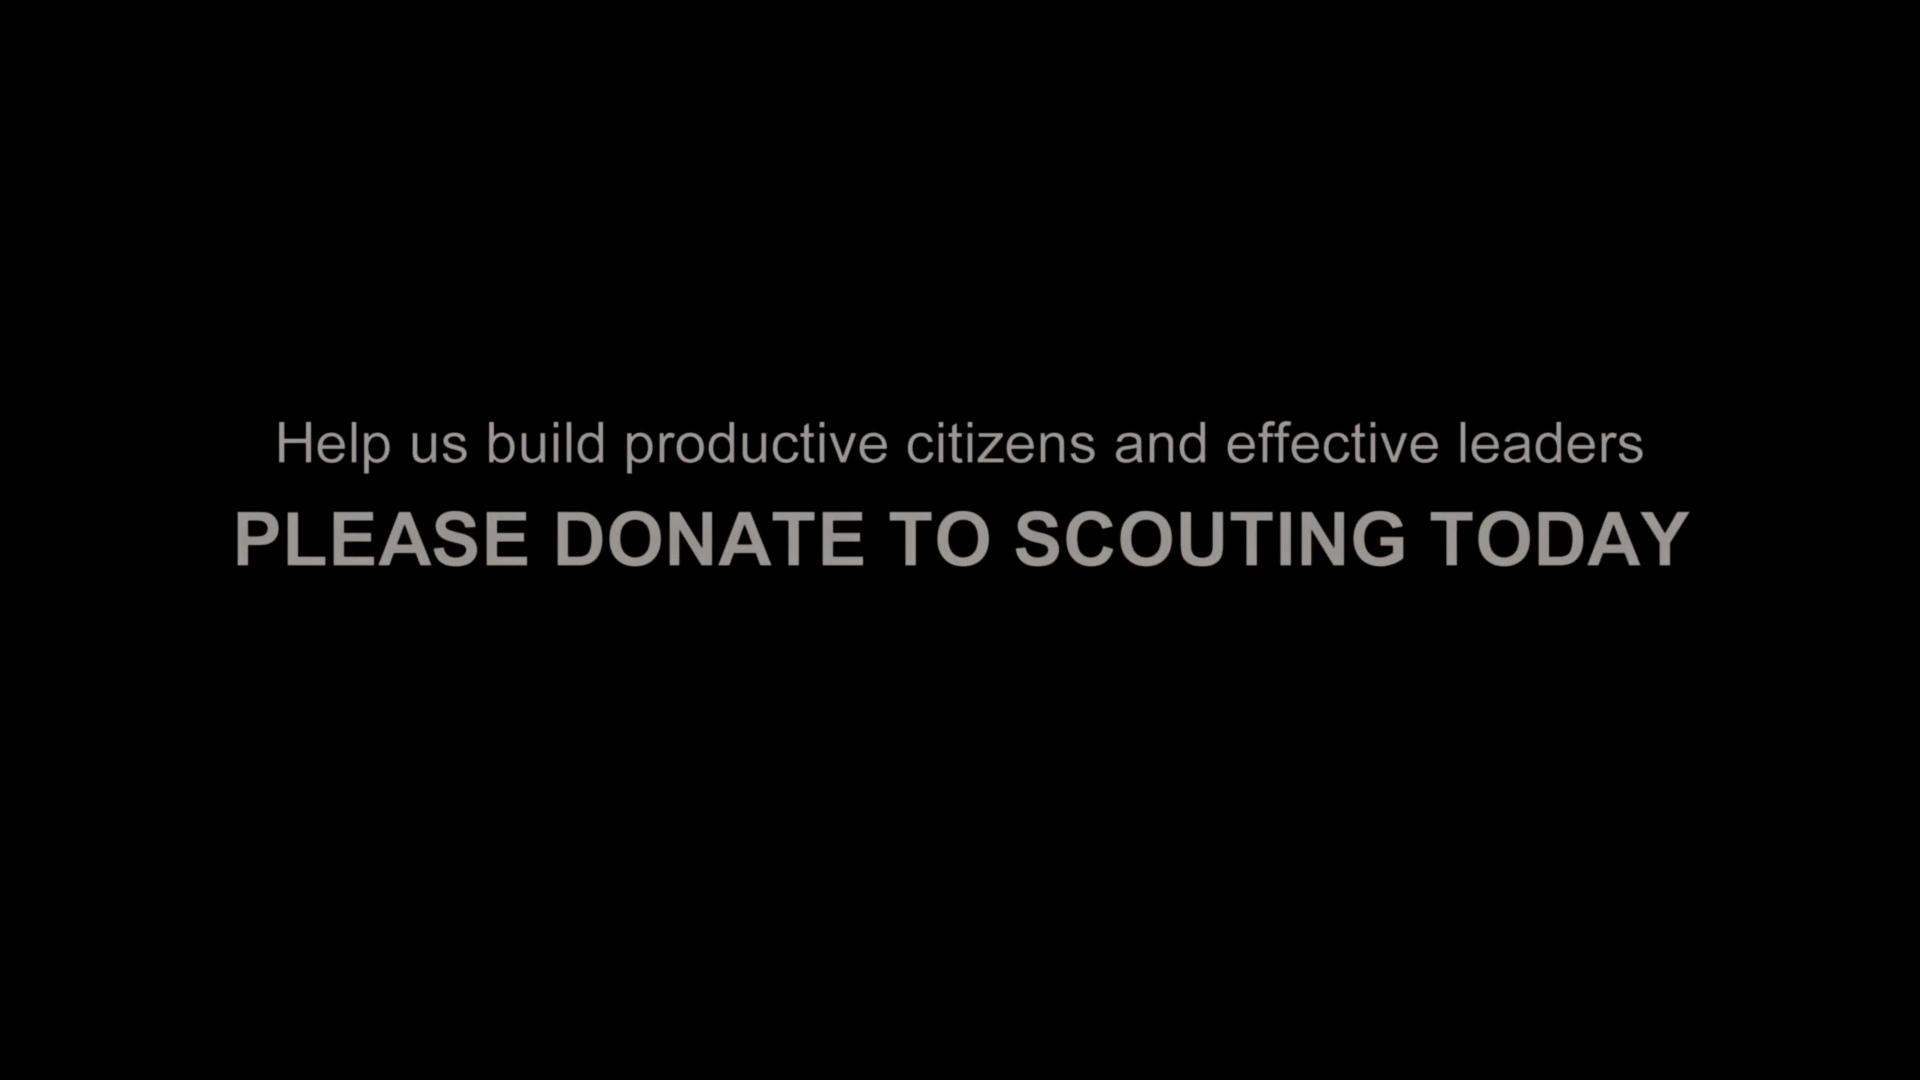 Help us build productive citizens and effective leaders
PLEASE DONATE TO SCOUTING TODAY